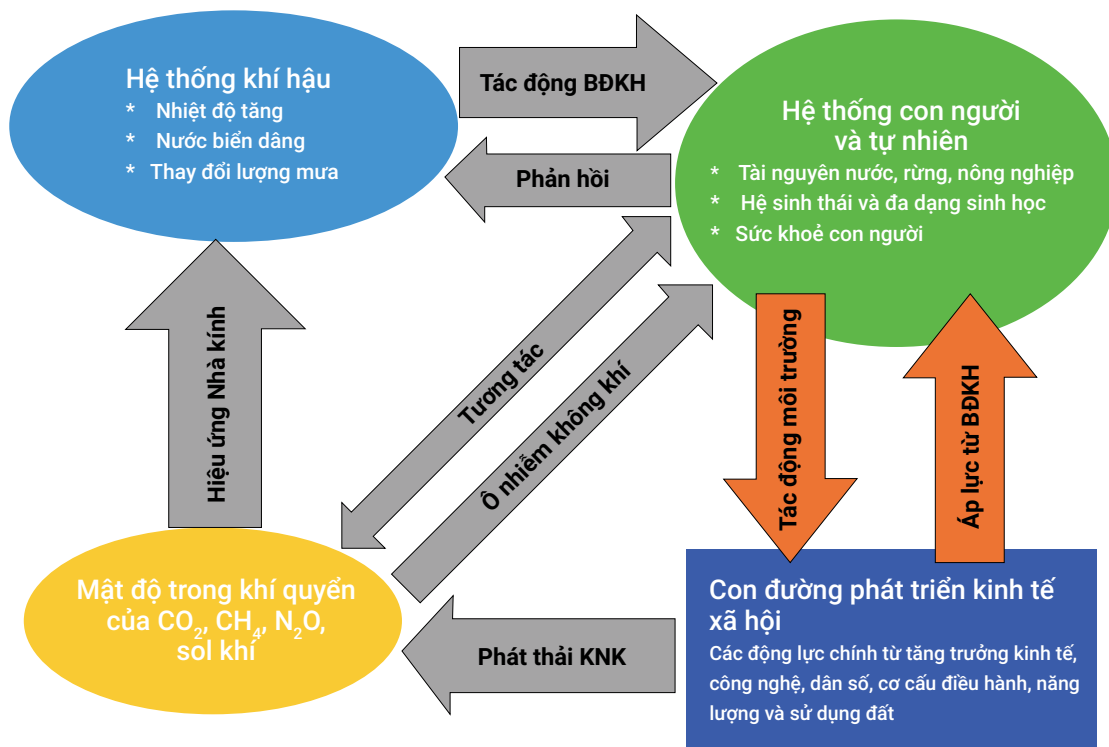 Hệ thống khí hậu
* Nhiệt độ tăng
* Nước biển dâng
* Thay đổi lượng mưa
Tác động BĐKH
Phản hồi
Hệ thống con người
và tự nhiên
* Tài nguyên nước, rừng, nông nghiệp
* Hệ sinh thái và đa dạng sinh học
* Sức khoẻ con người
Hiệu ứng Nhà kính
Tương tác
Ô nhiễm không khí
Tác động môi trường
Áp lực từ BĐKH
Mật độ trong khí quyển
của CO₂, CH₄, N₂O,
sol khí
Phát thải KNK
Con đường phát triển kinh tế
xã hội
Các động lực chính từ tăng trưởng kinh tế,
công nghệ, dân số, cơ cấu điều hành, năng
lượng và sử dụng đất